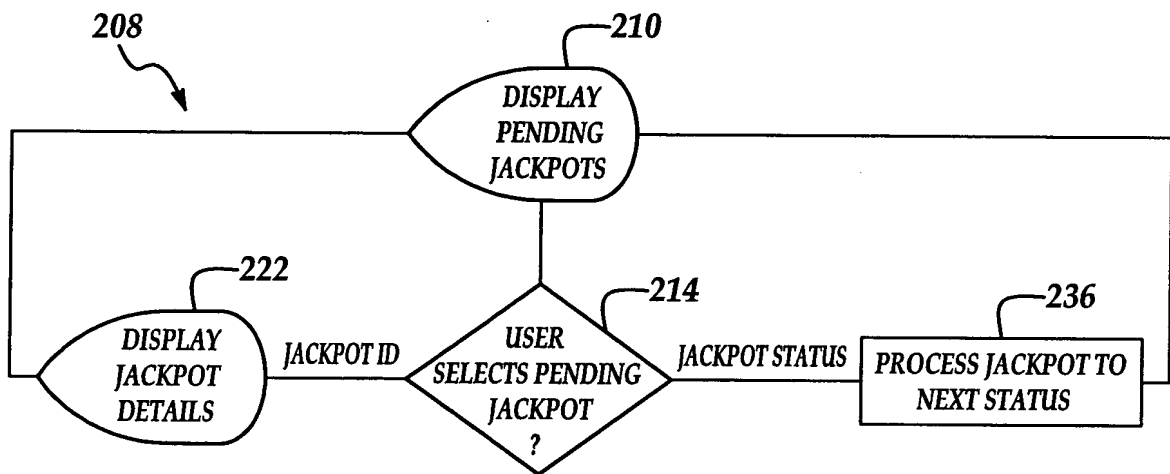 208
210
DISPLAY
PENDING
JACKPOTS
222
DISPLAY
JACKPOT
DETAILS
JACKPOT ID
214
USER
SELECTS PENDING
JACKPOT
?
JACKPOT STATUS
236
PROCESS JACKPOT TO
NEXT STATUS